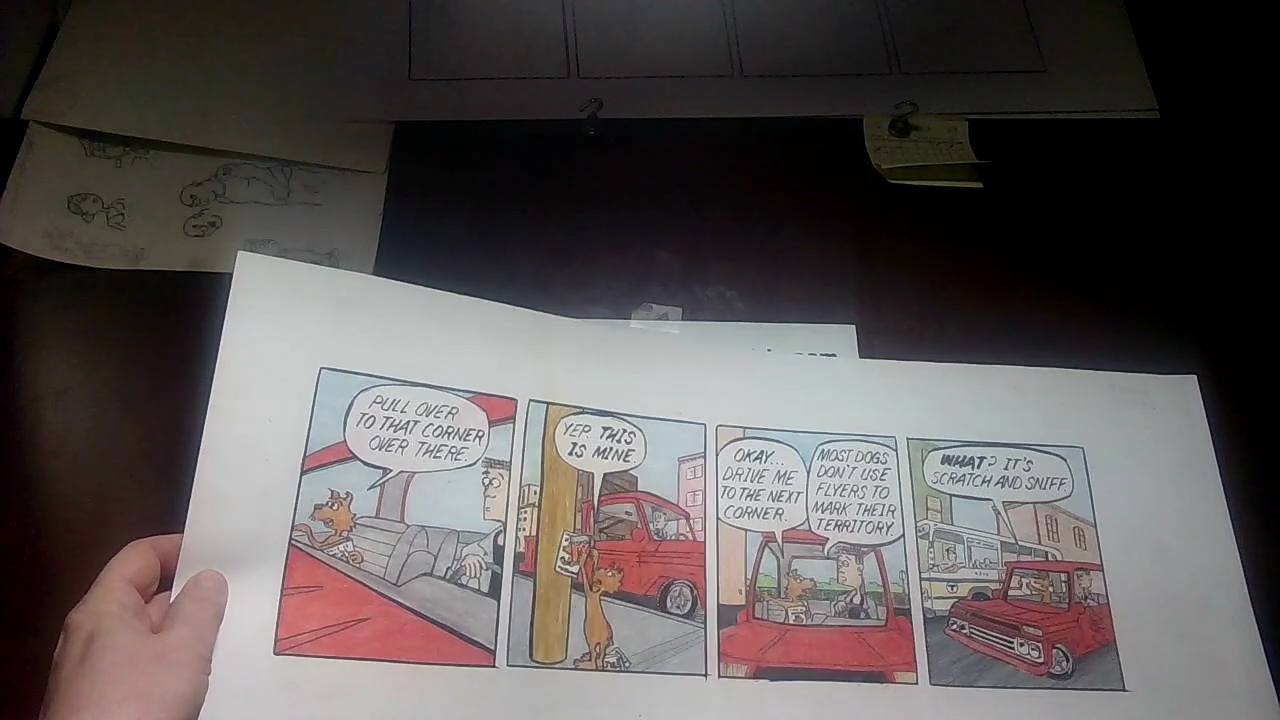 PULL OVER
TO THAT CORNER
OVER THERE.
YEP. THIS
IS MINE.
OKAY...
DRIVE ME
TO THE NEXT
CORNER.
MOST DOGS
DON'T USE
FLYERS TO
MARK THEIR
TERRITORY.
WHAT? IT'S
SCRATCH AND SNIFF.